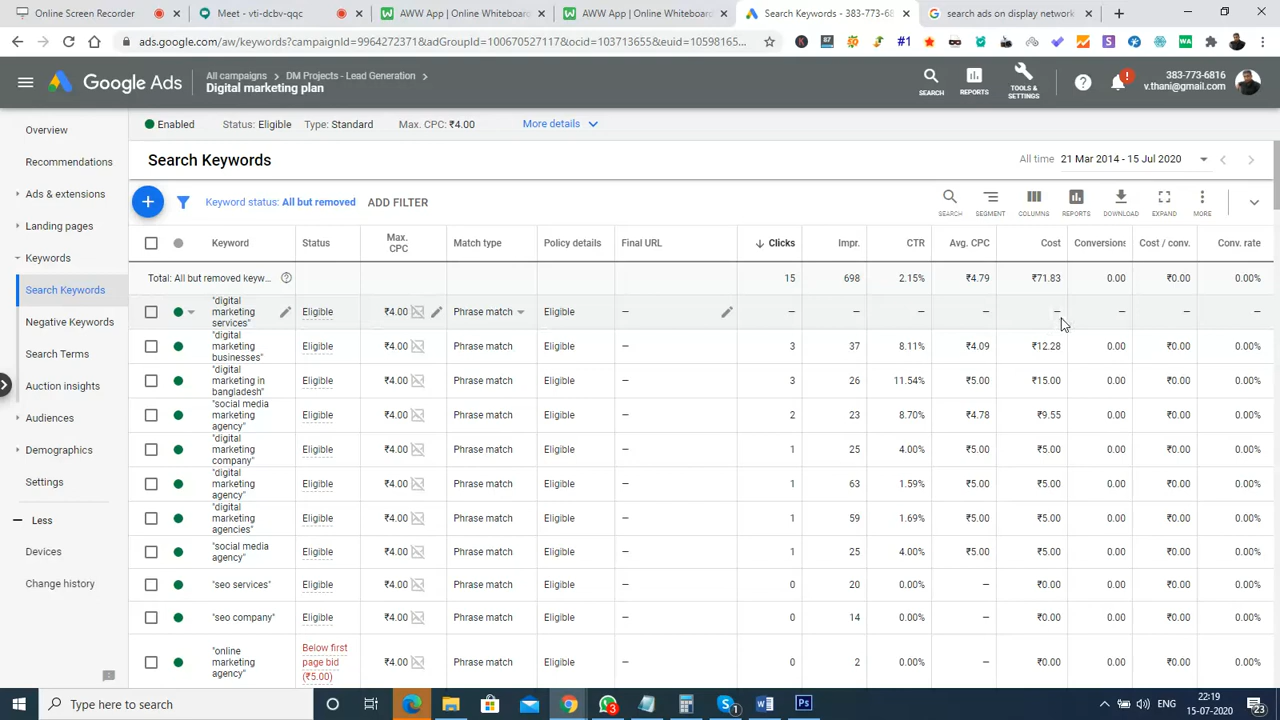 Online Screen Recorder
Meet - vti-dcbv-qqc
AWW App | Online Whiteboard
AWW App | Online Whiteboard
Search Keywords - 383-773-68
search ads on display network
ads.google.com/aw/keywords?campaignId=9964272371&adGroupId=100670527117&ocid=103713655&euid=10598165...
#1
Google Ads
All campaigns > DM Projects - Lead Generation >
Digital marketing plan
SEARCH
REPORTS
TOOLS &
SETTINGS
383-773-6816
v.thani@gmail.com
Enabled Status: Eligible Type: Standard Max. CPC: ₹4.00 More details
Overview
Recommendations
Ads & extensions
Landing pages
Keywords
Search Keywords
Negative Keywords
Search Terms
Auction insights
Audiences
Demographics
Settings
Less
Devices
Change history
Search Keywords
All time 21 Mar 2014 - 15 Jul 2020
Keyword status: All but removed ADD FILTER
SEARCH SEGMENT COLUMNS REPORTS DOWNLOAD EXPAND MORE
Keyword Status Max. CPC Match type Policy details Final URL Clicks Impr. CTR Avg. CPC Cost Conversions Cost / conv. Conv. rate
Total: All but removed keyw... 15 698 2.15% ₹4.79 ₹71.83 0.00 ₹0.00 0.00%
"digital marketing services" Eligible ₹4.00 Phrase match Eligible – – – – – – – – –
"digital marketing businesses" Eligible ₹4.00 Phrase match Eligible – 3 37 8.11% ₹4.09 ₹12.28 0.00 ₹0.00 0.00%
"digital marketing in bangladesh" Eligible ₹4.00 Phrase match Eligible – 3 26 11.54% ₹5.00 ₹15.00 0.00 ₹0.00 0.00%
"social media marketing agency" Eligible ₹4.00 Phrase match Eligible – 2 23 8.70% ₹4.78 ₹9.55 0.00 ₹0.00 0.00%
"digital marketing company" Eligible ₹4.00 Phrase match Eligible – 1 25 4.00% ₹5.00 ₹5.00 0.00 ₹0.00 0.00%
"digital marketing agency" Eligible ₹4.00 Phrase match Eligible – 1 63 1.59% ₹5.00 ₹5.00 0.00 ₹0.00 0.00%
"digital marketing agencies" Eligible ₹4.00 Phrase match Eligible – 1 59 1.69% ₹5.00 ₹5.00 0.00 ₹0.00 0.00%
"social media agency" Eligible ₹4.00 Phrase match Eligible – 1 25 4.00% ₹5.00 ₹5.00 0.00 ₹0.00 0.00%
"seo services" Eligible ₹4.00 Phrase match Eligible – 0 20 0.00% – ₹0.00 0.00 ₹0.00 0.00%
"seo company" Eligible ₹4.00 Phrase match Eligible – 0 14 0.00% – ₹0.00 0.00 ₹0.00 0.00%
"online marketing agency" Below first page bid (₹5.00) ₹4.00 Phrase match Eligible – 0 2 0.00% – ₹0.00 0.00 ₹0.00 0.00%
Type here to search
ENG
22:19
15-07-2020
23